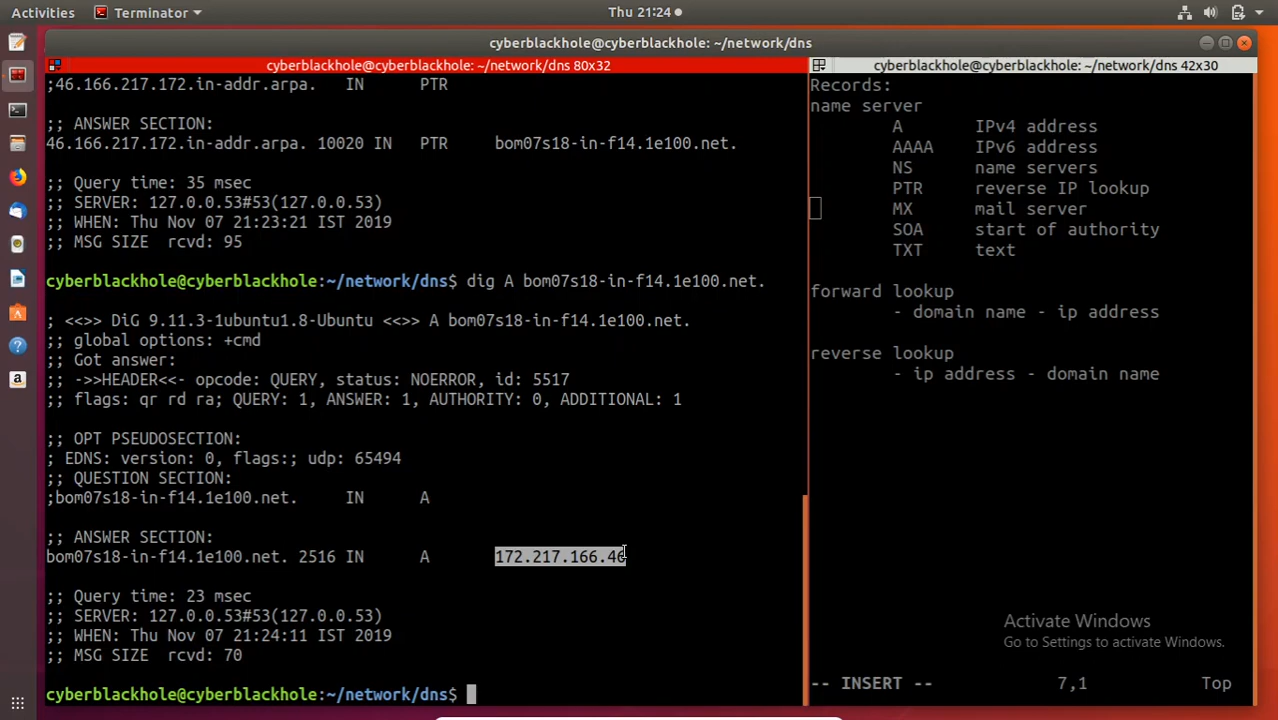 Activities
Terminator
Thu 21:24
cyberblackhole@cyberblackhole: ~/network/dns
cyberblackhole@cyberblackhole: ~/network/dns 80x32
;46.166.217.172.in-addr.arpa. IN PTR
;; ANSWER SECTION:
46.166.217.172.in-addr.arpa. 10020 IN PTR bom07s18-in-f14.1e100.net.
;; Query time: 35 msec
;; SERVER: 127.0.0.53#53(127.0.0.53)
;; WHEN: Thu Nov 07 21:23:21 IST 2019
;; MSG SIZE rcvd: 95
cyberblackhole@cyberblackhole:~/network/dns$ dig A bom07s18-in-f14.1e100.net.
; <<>> DiG 9.11.3-1ubuntu1.8-Ubuntu <<>> A bom07s18-in-f14.1e100.net.
;; global options: +cmd
;; Got answer:
;; ->>HEADER<<- opcode: QUERY, status: NOERROR, id: 5517
;; flags: qr rd ra; QUERY: 1, ANSWER: 1, AUTHORITY: 0, ADDITIONAL: 1
;; OPT PSEUDOSECTION:
; EDNS: version: 0, flags:; udp: 65494
;; QUESTION SECTION:
;bom07s18-in-f14.1e100.net. IN A
;; ANSWER SECTION:
bom07s18-in-f14.1e100.net. 2516 IN A 172.217.166.46
;; Query time: 23 msec
;; SERVER: 127.0.0.53#53(127.0.0.53)
;; WHEN: Thu Nov 07 21:24:11 IST 2019
;; MSG SIZE rcvd: 70
cyberblackhole@cyberblackhole:~/network/dns$
cyberblackhole@cyberblackhole: ~/network/dns 42x30
Records:
name server
A IPv4 address
AAAA IPv6 address
NS name servers
PTR reverse IP lookup
MX mail server
SOA start of authority
TXT text
forward lookup
- domain name - ip address
reverse lookup
- ip address - domain name
Activate Windows
Go to Settings to activate Windows.
-- INSERT -- 7,1 Top